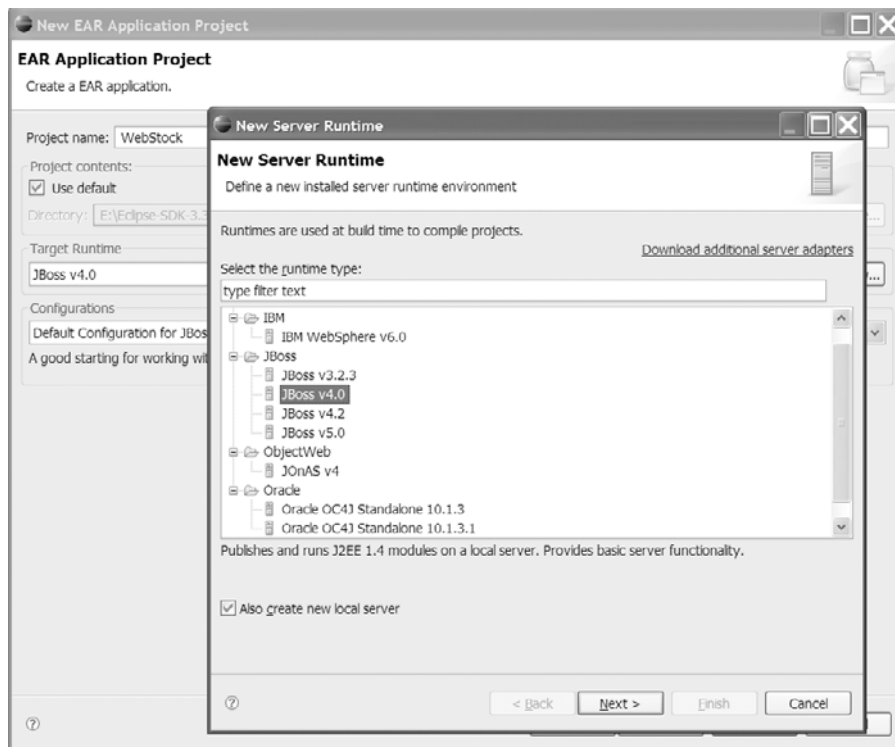 New EAR Application Project
EAR Application Project
Create a EAR application.
Project name: WebStock
Project contents:
Use default
Directory: E:\Eclipse-SDK-3.3
Target Runtime
JBoss v4.0
Configurations
Default Configuration for JBos
A good starting for working wit
New Server Runtime
New Server Runtime
Define a new installed server runtime environment
Runtimes are used at build time to compile projects.
Download additional server adapters
Select the runtime type:
type filter text
IBM
IBM WebSphere v6.0
JBoss
JBoss v3.2.3
JBoss v4.0
JBoss v4.2
JBoss v5.0
ObjectWeb
JOnAS v4
Oracle
Oracle OC4J Standalone 10.1.3
Oracle OC4J Standalone 10.1.3.1
Publishes and runs J2EE 1.4 modules on a local server. Provides basic server functionality.
Also create new local server
< Back
Next >
Finish
Cancel